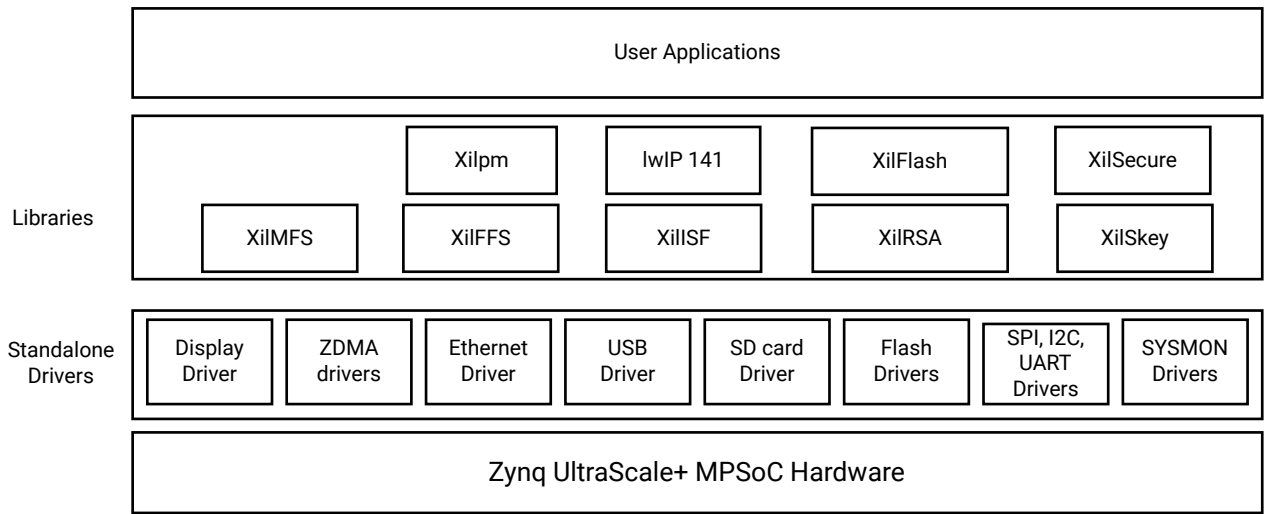 User Applications
Libraries
Xilpm
lwIP 141
XilFlash
XilSecure
XilMFS
XilFFS
XilISF
XilRSA
XilSkey
Standalone
Drivers
Display
Driver
ZDMA
drivers
Ethernet
Driver
USB
Driver
SD card
Driver
Flash
Drivers
SPI, I2C,
UART
Drivers
SYSMON
Drivers
Zynq UltraScale+ MPSoC Hardware